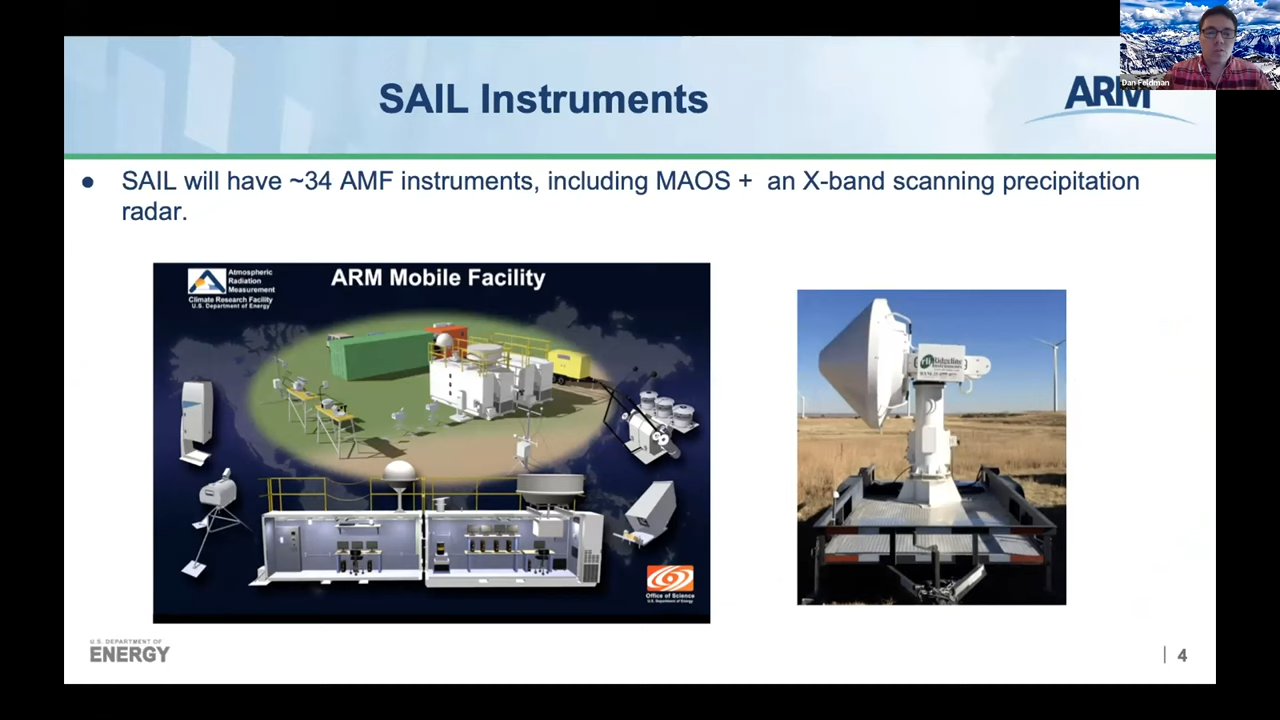 SAIL Instruments
ARM
Dan Feldman
● SAIL will have ~34 AMF instruments, including MAOS + an X-band scanning precipitation
radar.
Atmospheric
Radiation
Measurement
Climate Research Facility
U.S. Department of Energy
ARM Mobile Facility
Office of Science
U.S. Department of Energy
Ridgeline
Instruments
U.S. DEPARTMENT OF
ENERGY
4